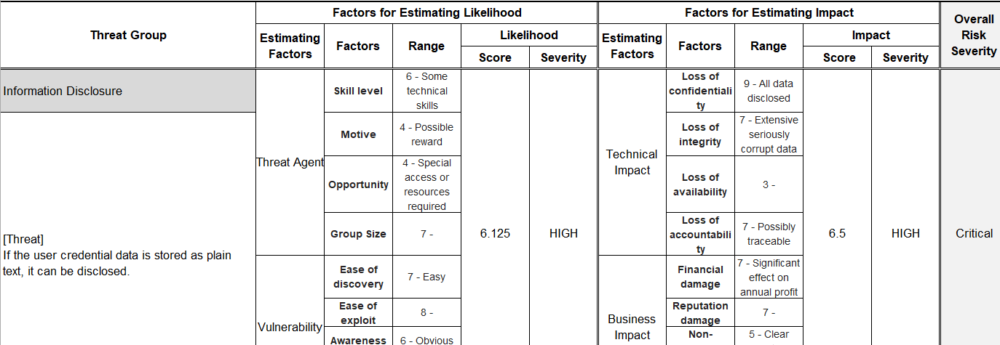 Factors for Estimating Likelihood
Factors for Estimating Impact
Overall
Risk
Severity
Threat Group
Estimating
Factors
Factors
Range
Likelihood
Score
Severity
Estimating
Factors
Factors
Range
Impact
Score
Severity
Information Disclosure
[Threat]
If the user credential data is stored as plain
text, it can be disclosed.
Threat Agent
Skill level
6 - Some
technical
skills
Motive
4 - Possible
reward
Opportunity
4 - Special
access or
resources
required
Group Size
7 -
Vulnerability
Ease of
discovery
7 - Easy
Ease of
exploit
8 -
Awareness
6 - Obvious
6.125
HIGH
Technical
Impact
Loss of
confidentiali
ty
9 - All data
disclosed
Loss of
integrity
7 - Extensive
seriously
corrupt data
Loss of
availability
3 -
Loss of
accountabili
ty
7 - Possibly
traceable
Business
Impact
Financial
damage
7 - Significant
effect on
annual profit
Reputation
damage
7 -
Non-
5 - Clear
6.5
HIGH
Critical